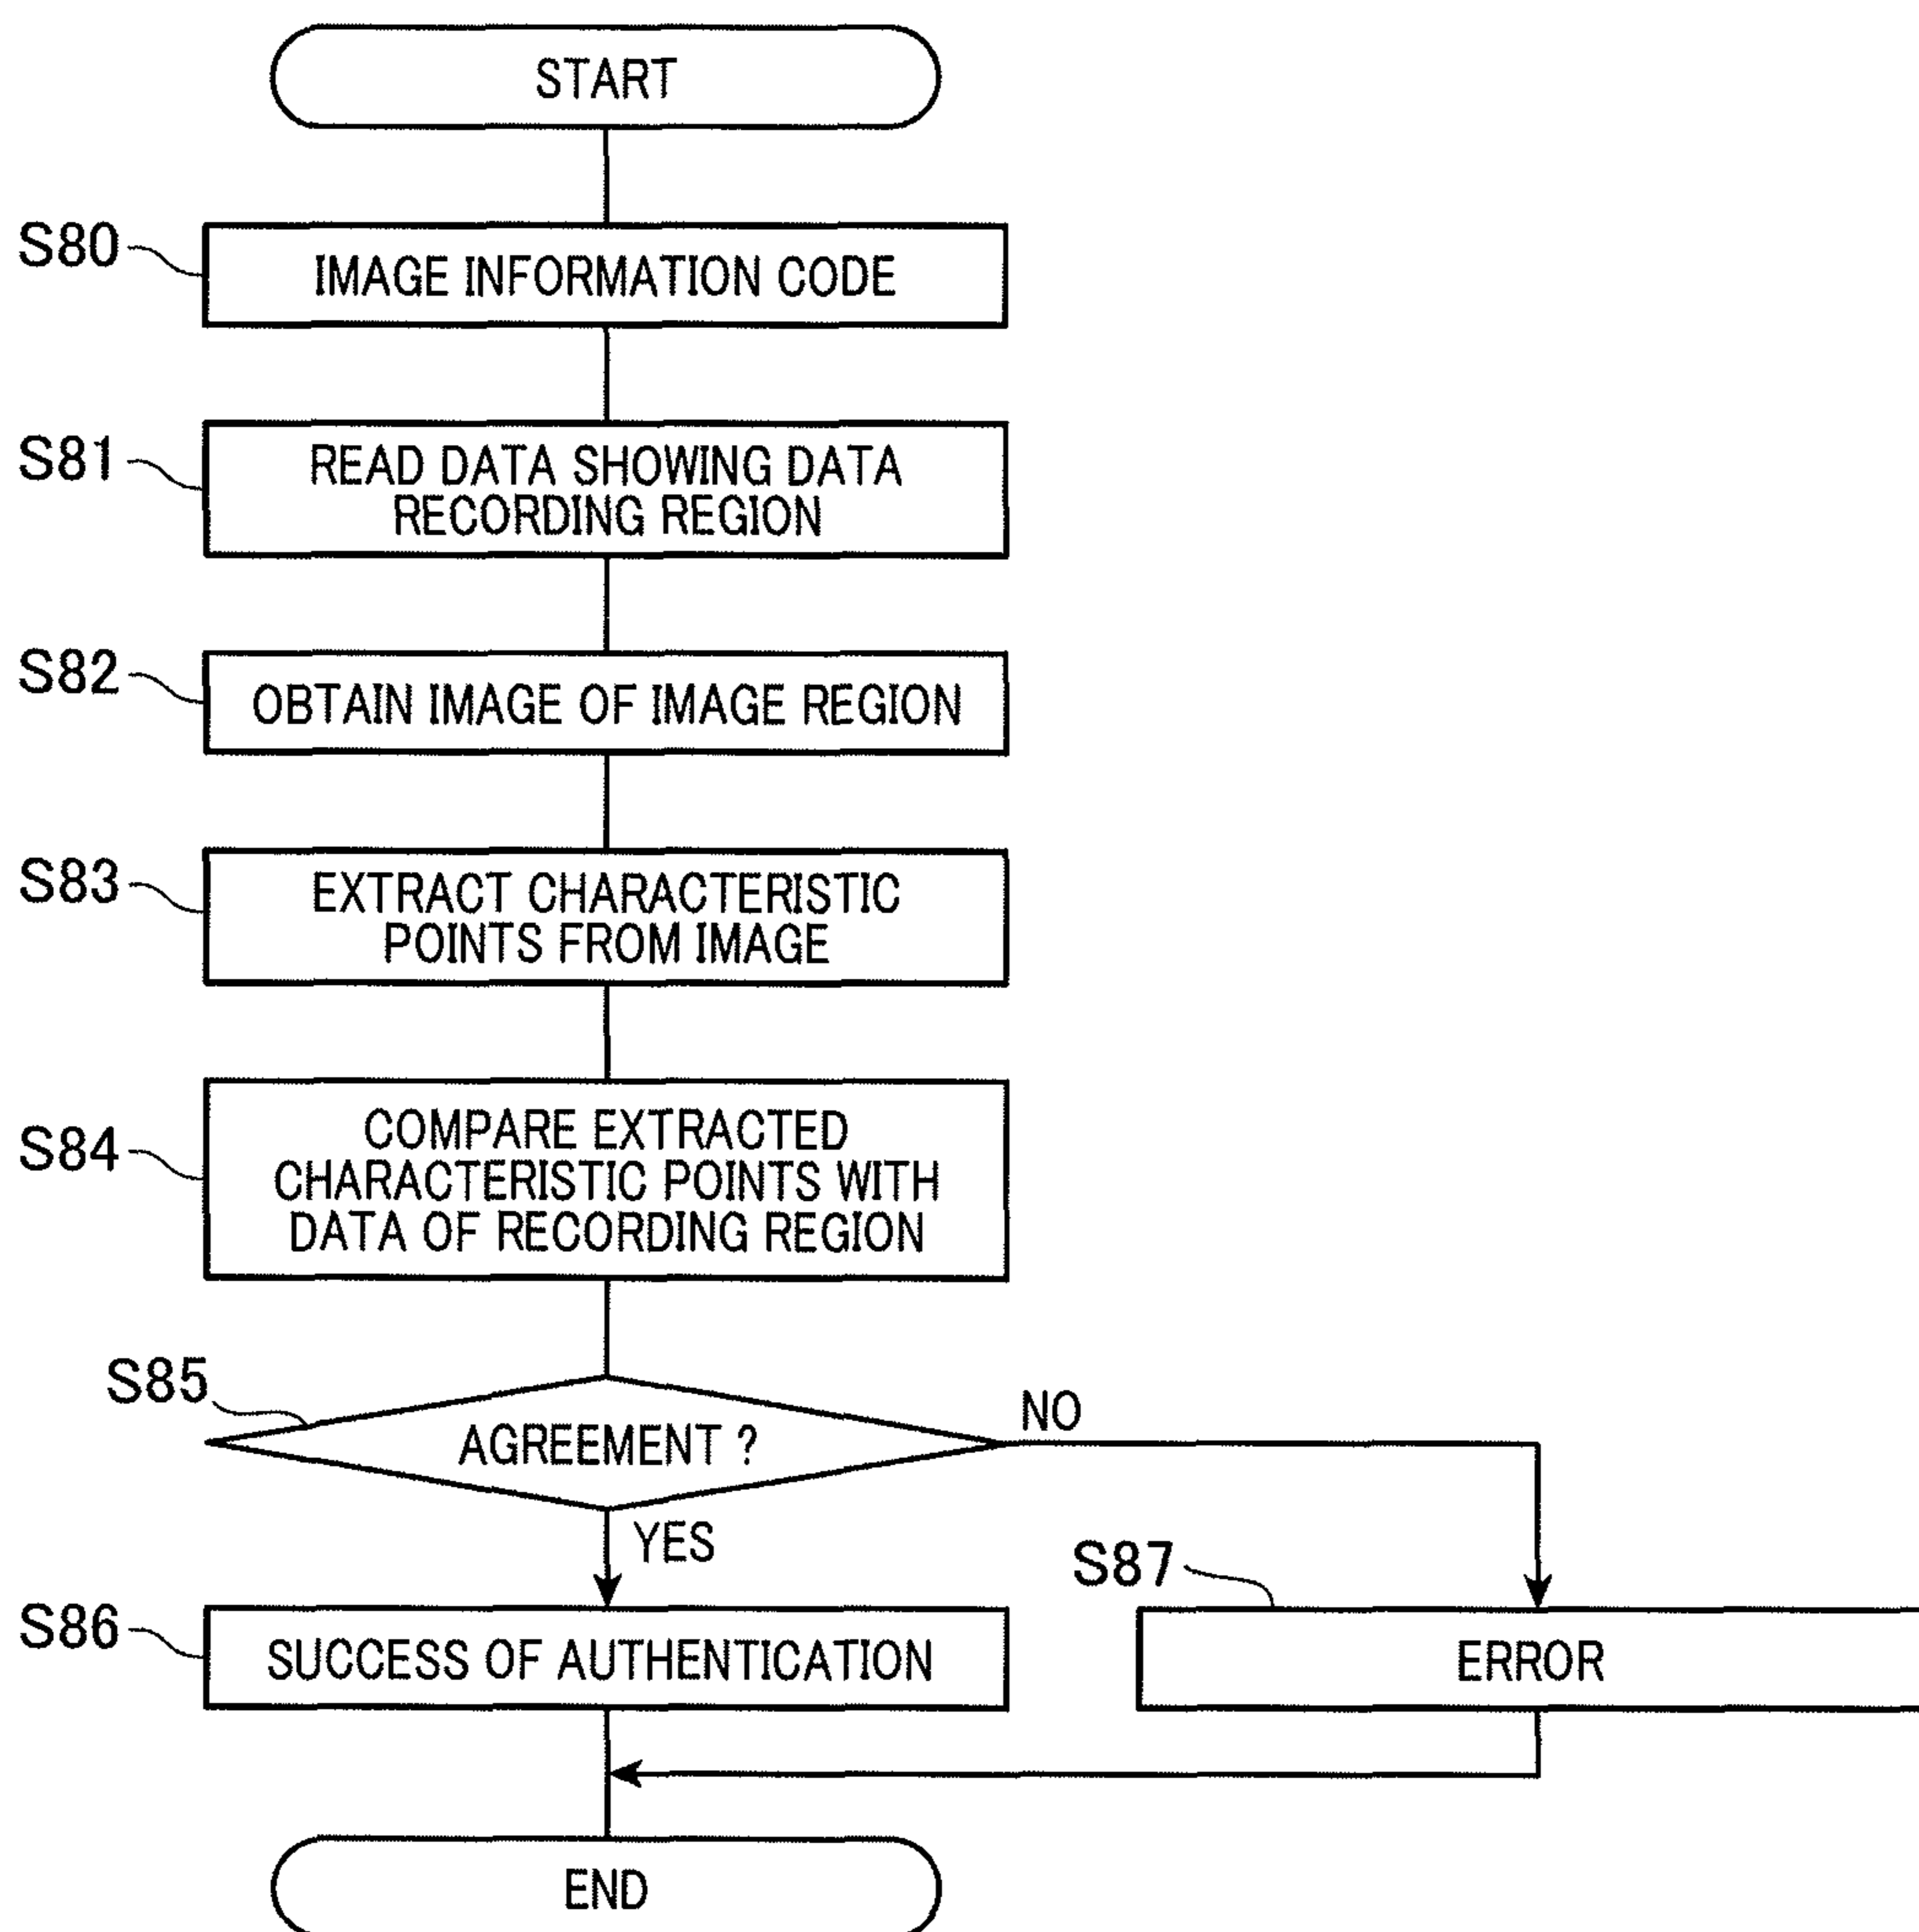 START
S80
IMAGE INFORMATION CODE
S81
READ DATA SHOWING DATA
RECORDING REGION
S82
OBTAIN IMAGE OF IMAGE REGION
S83
EXTRACT CHARACTERISTIC
POINTS FROM IMAGE
S84
COMPARE EXTRACTED
CHARACTERISTIC POINTS WITH
DATA OF RECORDING REGION
S85
AGREEMENT ?
NO
YES
S86
SUCCESS OF AUTHENTICATION
S87
ERROR
END